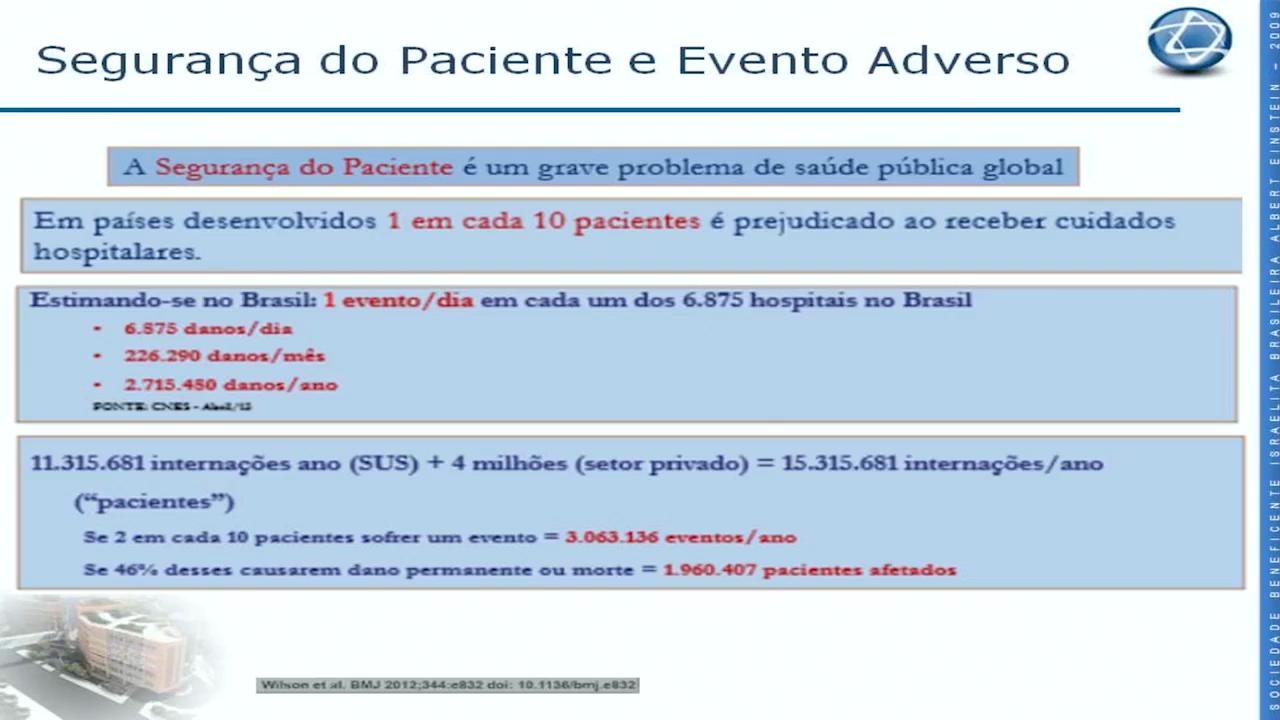 Segurança do Paciente e Evento Adverso
A Segurança do Paciente é um grave problema de saúde pública global
Em países desenvolvidos 1 em cada 10 pacientes é prejudicado ao receber cuidados
hospitalares.
Estimando-se no Brasil: 1 evento/dia em cada um dos 6.875 hospitais no Brasil
• 6.875 danos/dia
• 226.290 danos/mês
• 2.715.480 danos/ano
FONTE: CNES - Abril/13
11.315.681 internações ano (SUS) + 4 milhões (setor privado) = 15.315.681 internações/ano
(“pacientes”)
Se 2 em cada 10 pacientes sofrer um evento = 3.063.136 eventos/ano
Se 46% desses causarem dano permanente ou morte = 1.960.407 pacientes afetados
Wilson et al. BMJ 2012;344:e832 doi: 10.1136/bmj.e832
SOCIEDADE BENEFICENTE ISRAELITA BRASILEIRA ALBERT EINSTEIN - 2009